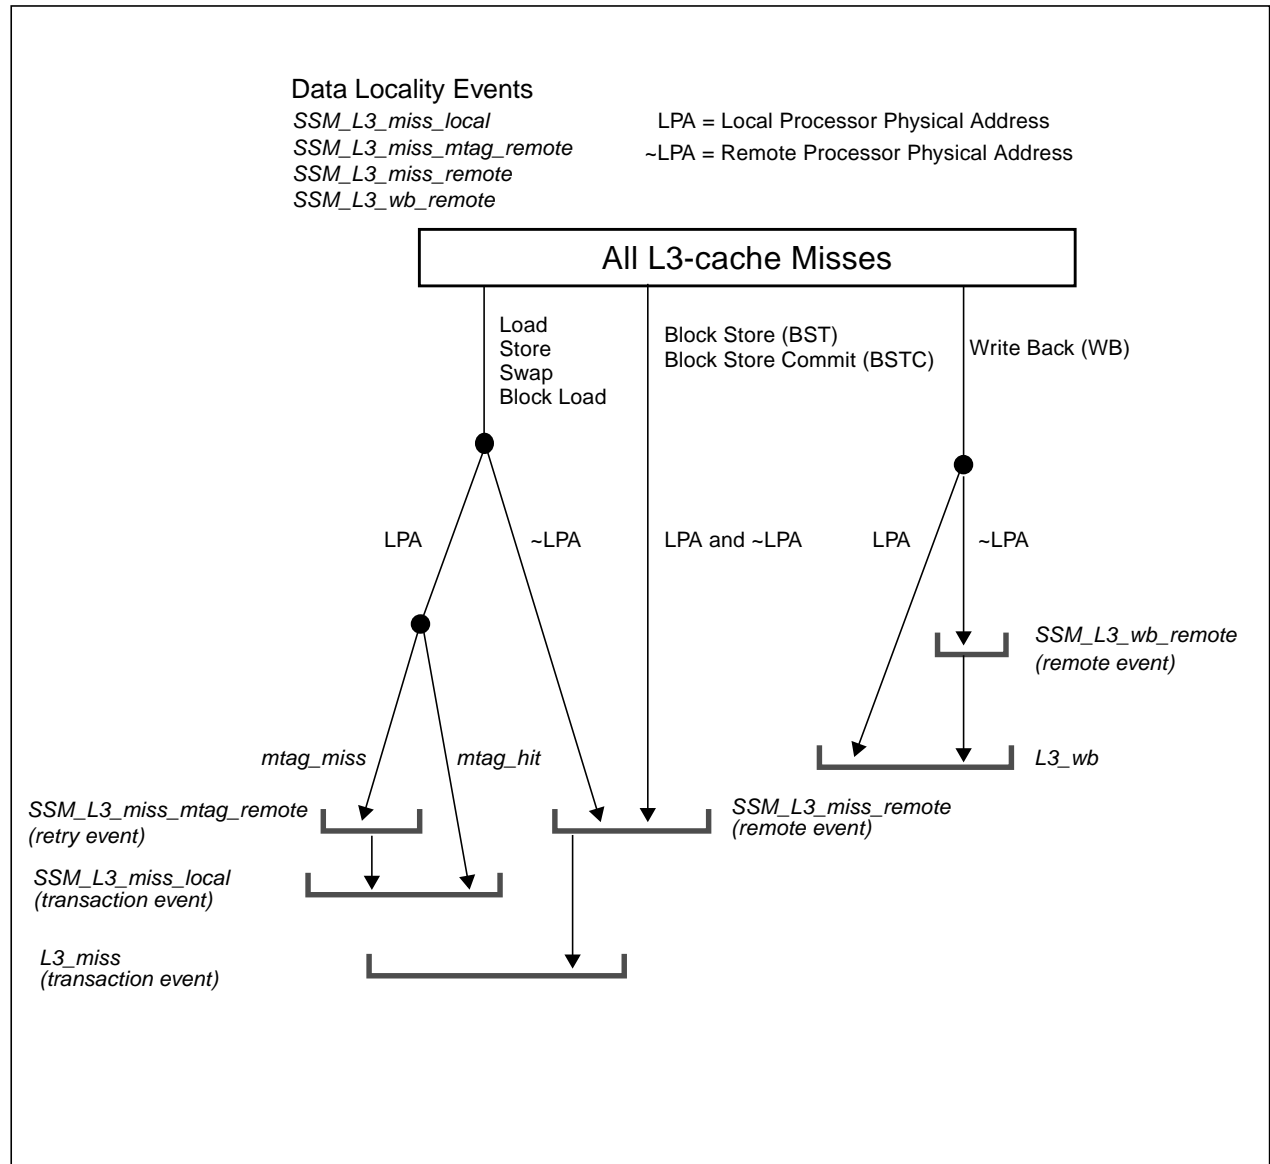 Data Locality Events
SSM_L3_miss_local
SSM_L3_miss_mtag_remote
SSM_L3_miss_remote
SSM_L3_wb_remote
LPA = Local Processor Physical Address
~LPA = Remote Processor Physical Address
All L3-cache Misses
Load
Store
Swap
Block Load
Block Store (BST)
Block Store Commit (BSTC)
Write Back (WB)
LPA
~LPA
LPA and ~LPA
LPA
~LPA
SSM_L3_wb_remote
(remote event)
mtag_miss
mtag_hit
L3_wb
SSM_L3_miss_mtag_remote
(retry event)
SSM_L3_miss_remote
(remote event)
SSM_L3_miss_local
(transaction event)
L3_miss
(transaction event)